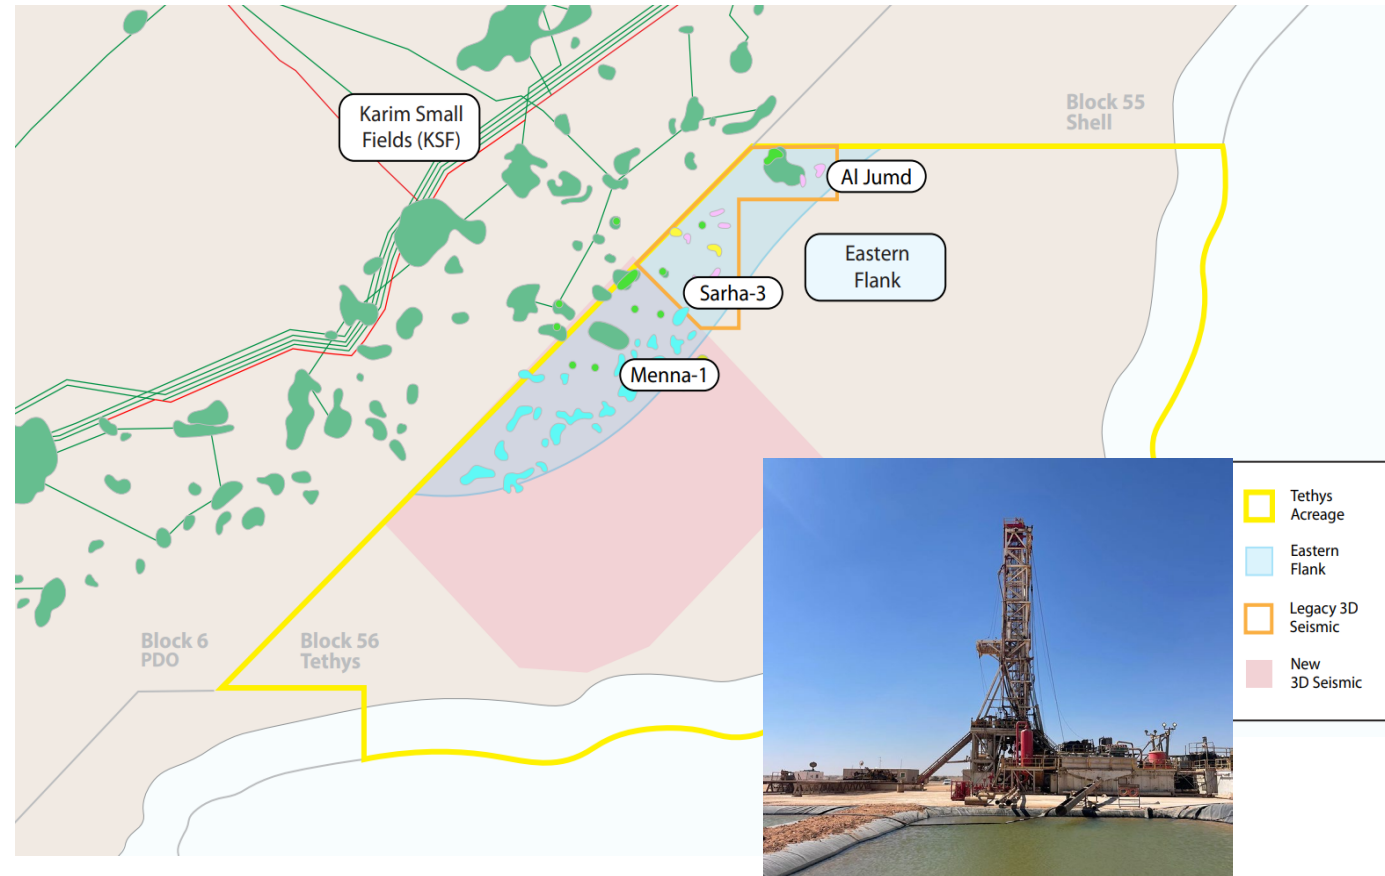 Karim Small
Fields (KSF)
Block 55
Shell
Al Jumd
Eastern
Flank
Sarha-3
Menna-1
Block 6
PDO
Block 56
Tethys
Tethys
Acreage
Eastern
Flank
Legacy 3D
Seismic
New
3D Seismic